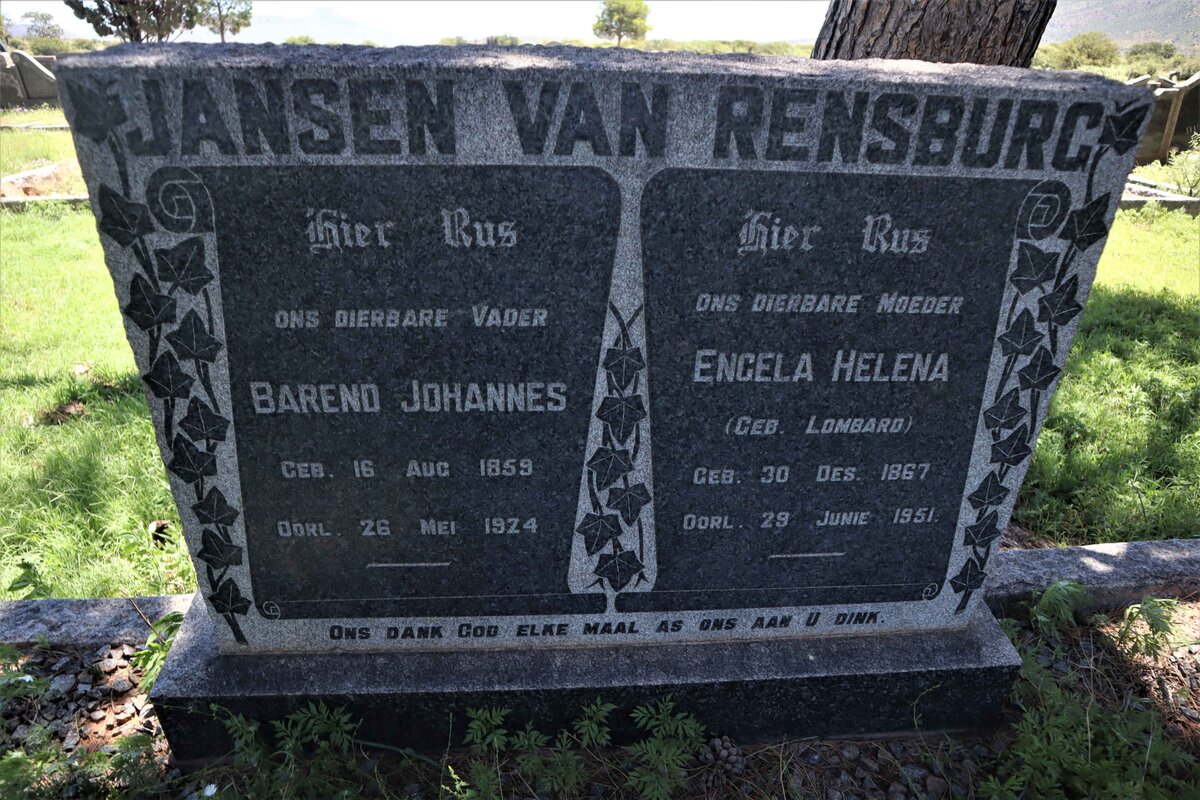 JANSEN VAN RENSBURG
Hier Rus
ONS DIERBARE VADER
BAREND JOHANNES
GEB. 16 AUG 1859
OORL. 26 MEI 1924
Hier Rus
ONS DIERBARE MOEDER
ENGELA HELENA
(GEB. LOMBARD)
GEB. 30 DES. 1867
OORL. 29 JUNIE 1951.
ONS DANK GOD ELKE MAAL AS ONS AAN U DINK.